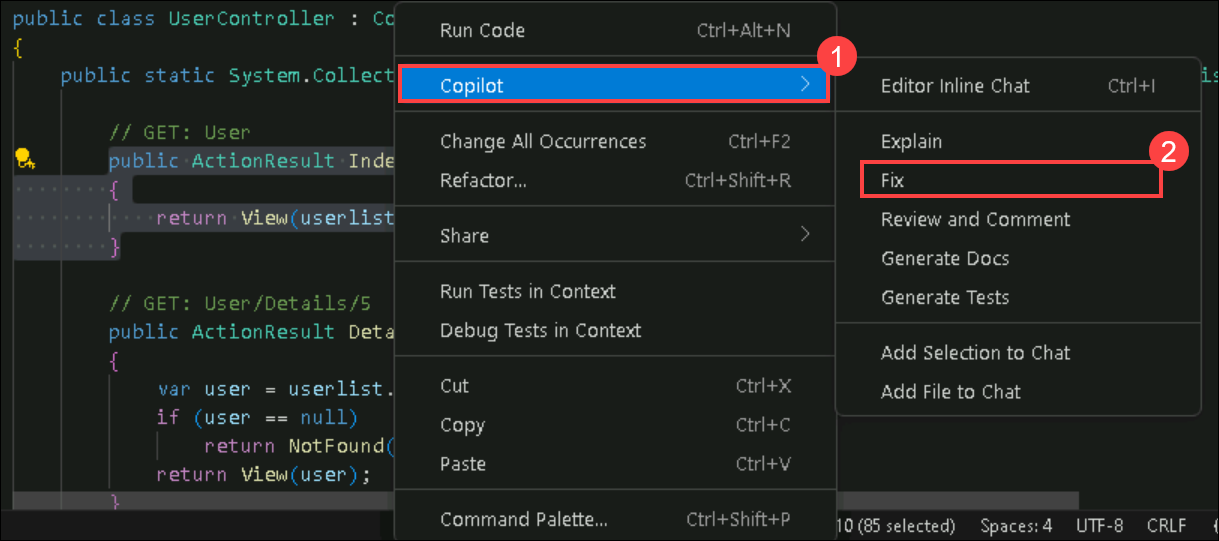 public class UserController : Co
{
public static System.Collect
// GET: User
public ActionResult Inde
{
return View(userlist
}
// GET: User/Details/5
public ActionResult Deta
{
var user = userlist.
if (user == null)
return NotFound(
return View(user);
}
Run Code Ctrl+Alt+N
1
Copilot
Change All Occurrences Ctrl+F2
Refactor... Ctrl+Shift+R
Share
Run Tests in Context
Debug Tests in Context
Cut Ctrl+X
Copy Ctrl+C
Paste Ctrl+V
Command Palette... Ctrl+Shift+P
is
Editor Inline Chat Ctrl+I
Explain
2
Fix
Review and Comment
Generate Docs
Generate Tests
Add Selection to Chat
Add File to Chat
10 (85 selected) Spaces: 4 UTF-8 CRLF {